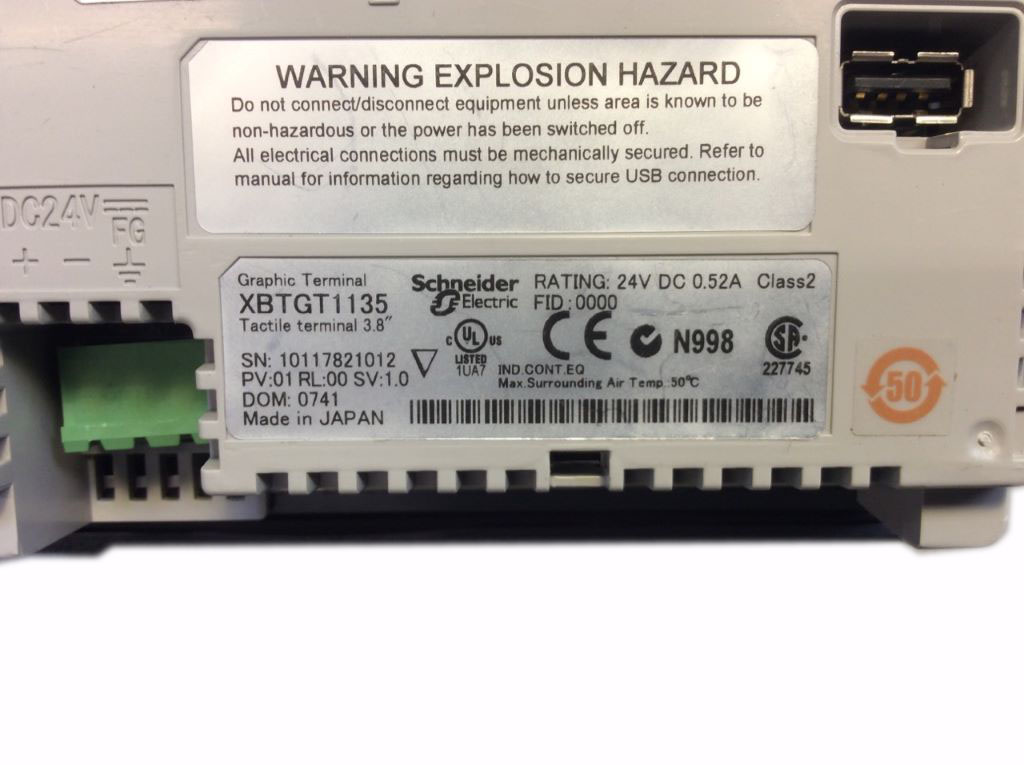 WARNING EXPLOSION HAZARD
Do not connect/disconnect equipment unless area is known to be
non-hazardous or the power has been switched off.
All electrical connections must be mechanically secured. Refer to
manual for information regarding how to secure USB connection.
DC24V
FG
+ −
Graphic Terminal
XBTGT1135
Tactile terminal 3.8"
SN: 10117821012
PV:01 RL:00 SV:1.0
DOM: 0741
Made in JAPAN
Schneider
Electric
RATING: 24V DC 0.52A Class2
FID:0000
C UL US
LISTED
1UA7
CE
N998
SA
227745
IND.CONT.EQ
Max.Surrounding Air Temp.:50℃
50